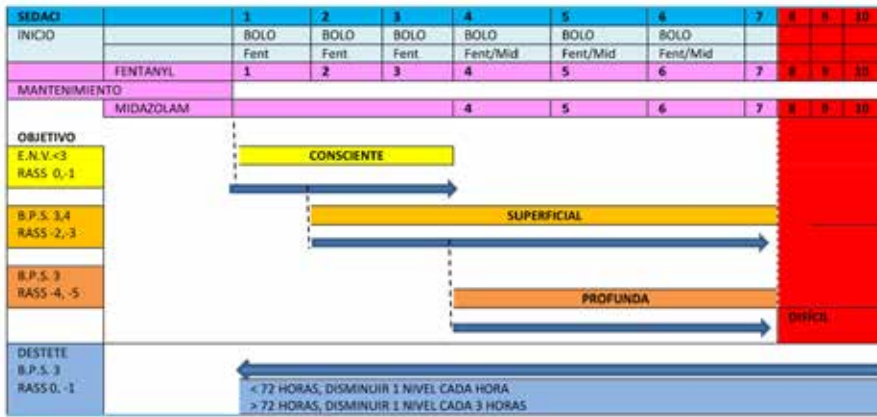 SEDACI 1 2 3 4 5 6 7 8 9 10
INICIO BOLO BOLO BOLO BOLO BOLO BOLO
Fent Fent Fent Fent/Mid Fent/Mid Fent/Mid
FENTANYL 1 2 3 4 5 6 7 8 9 10
MANTENIMIENTO
MIDAZOLAM 4 5 6 7 8 9 10
OBJETIVO
E.N.V.<3 CONSCIENTE
RASS 0,-1
B.P.S. 3,4 SUPERFICIAL
RASS -2,-3
B.P.S. 3
RASS -4, -5 PROFUNDA
DIFÍCIL
DESTETE
B.P.S. 3
RASS 0, -1
< 72 HORAS, DISMINUIR 1 NIVEL CADA HORA
> 72 HORAS, DISMINUIR 1 NIVEL CADA 3 HORAS